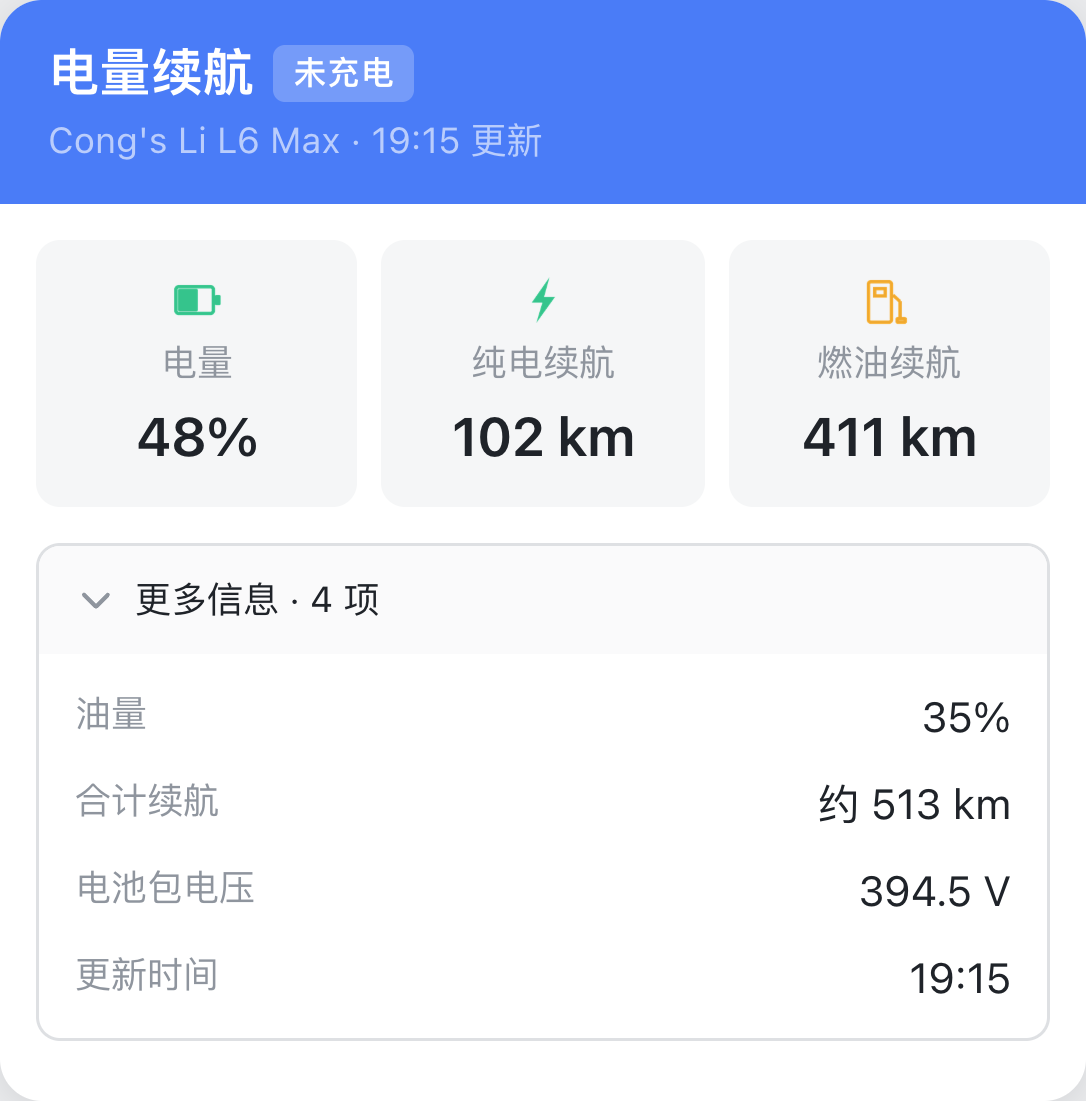 电量续航 未充电
Cong's Li L6 Max · 19:15 更新
电量 纯电续航 燃油续航
48% 102 km 411 km
更多信息 · 4 项
油量 35%
合计续航 约 513 km
电池包电压 394.5 V
更新时间 19:15